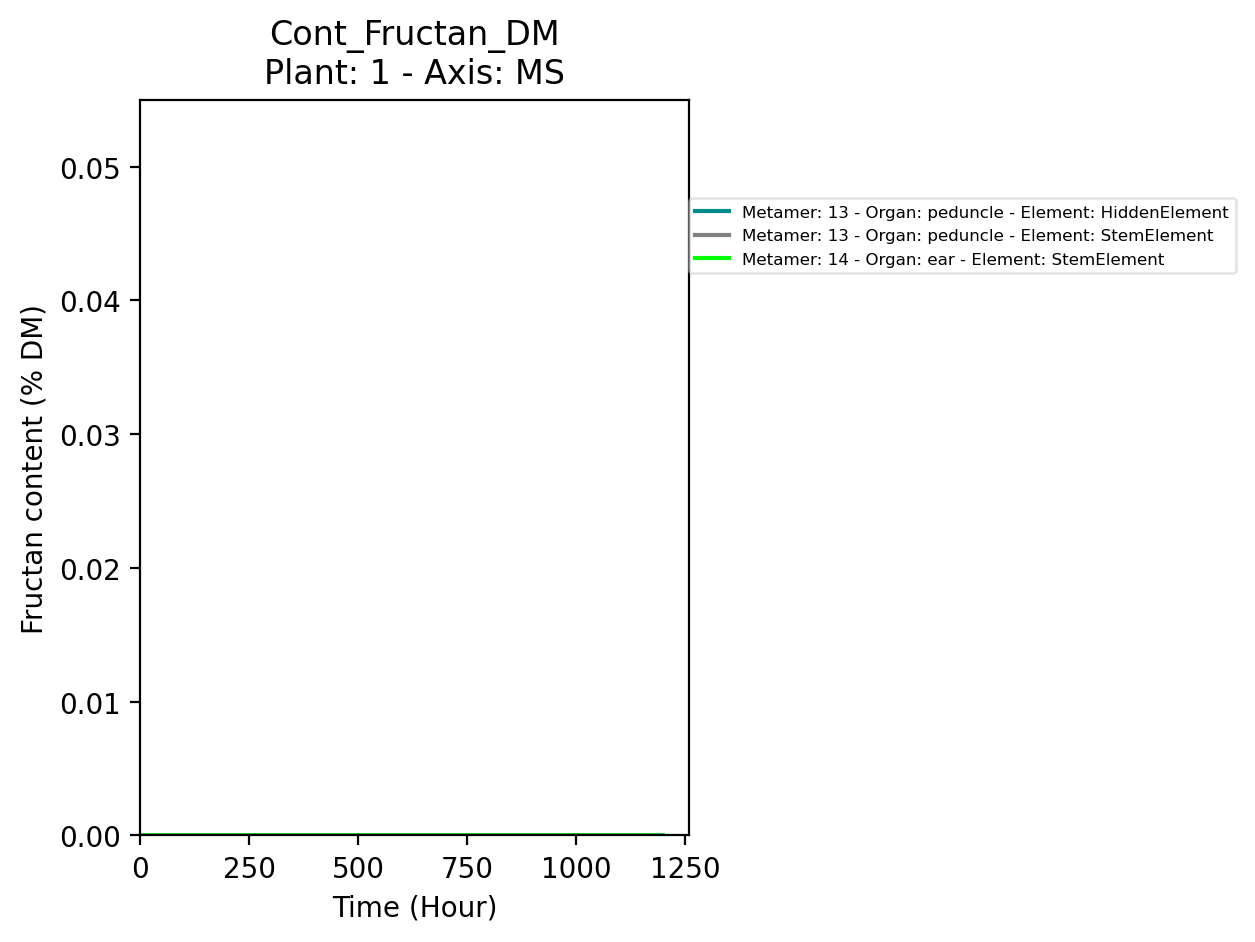 Cont_Fructan_DM
Plant: 1 - Axis: MS
0.05
0.04
0.03
0.02
0.01
0.00
Fructan content (% DM)
0 250 500 750 1000 1250
Time (Hour)
Metamer: 13 - Organ: peduncle - Element: HiddenElement
Metamer: 13 - Organ: peduncle - Element: StemElement
Metamer: 14 - Organ: ear - Element: StemElement